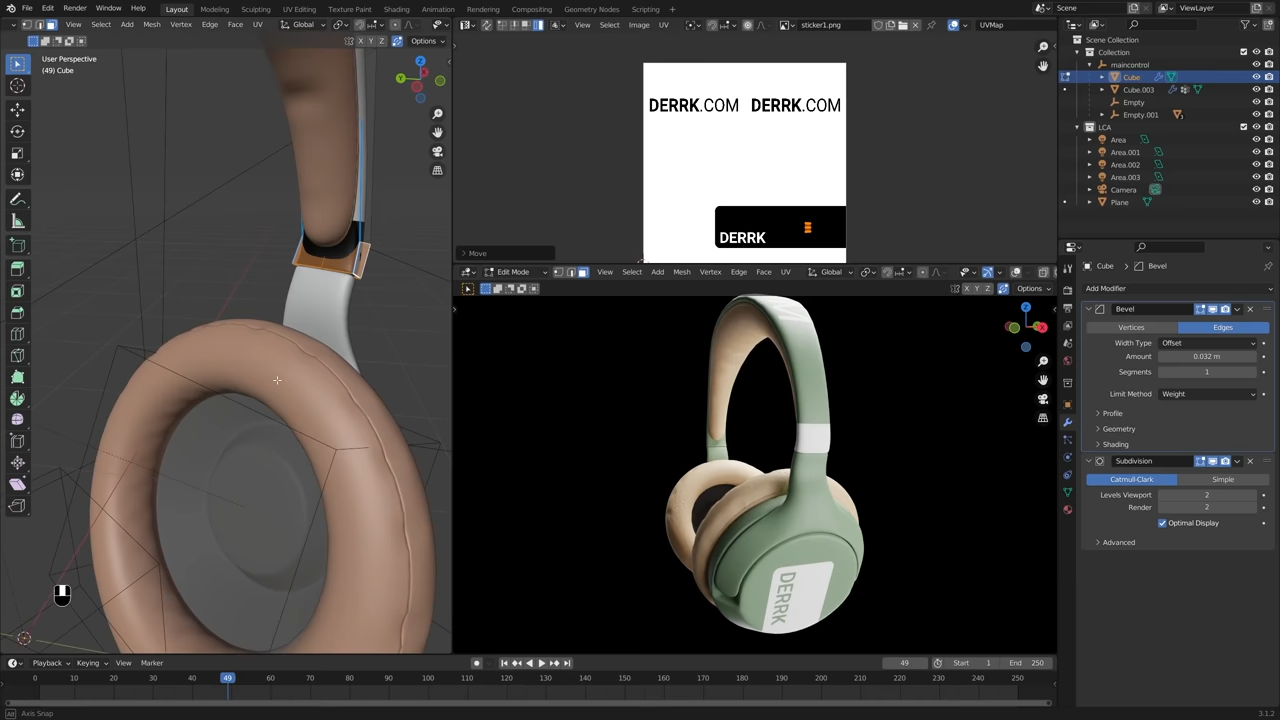 File Edit Render Window Help Layout Modeling Sculpting UV Editing Texture Paint Shading Animation Rendering Compositing Geometry Nodes Scripting Scene ViewLayer
View Select Add Mesh Vertex Edge Face UV Global
X Y Z Options
User Perspective
(49) Cube
View Select Image UV sticker1.png UVMap
DERRK.COM DERRK.COM
DERRK
Move
Edit Mode View Select Add Mesh Vertex Edge Face UV Global
X Y Z Options
DERRK
Scene Collection
Collection
maincontrol
Cube
Cube.003
Empty
Empty.001
LCA
Area
Area.001
Area.002
Area.003
Camera
Plane
Cube Bevel
Add Modifier
Bevel
Vertices Edges
Width Type Offset
Amount 0.032 m
Segments 1
Limit Method Weight
Profile
Geometry
Shading
Subdivision
Catmull-Clark Simple
Levels Viewport 2
Render 2
Optimal Display
Advanced
Playback Keying View Marker 49 Start 1 End 250
0 10 20 30 40 49 60 70 80 90 100 110 120 130 140 150 160 170 180 190 200 210 220 230 240 250
Axis Snap 3.1.2